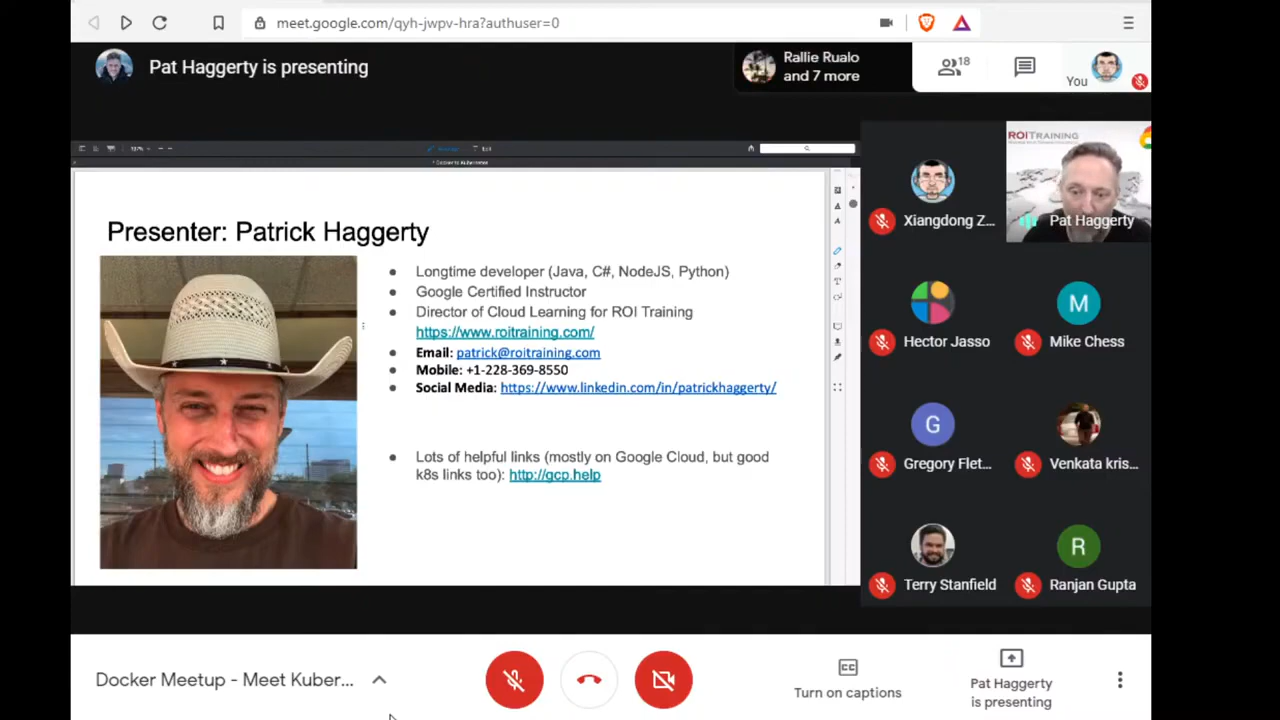 meet.google.com/qyh-jwpv-hra?authuser=0
Pat Haggerty is presenting
Rallie Rualo
and 7 more
18
You
* Docker to Kubernetes
Presenter: Patrick Haggerty
● Longtime developer (Java, C#, NodeJS, Python)
● Google Certified Instructor
● Director of Cloud Learning for ROI Training
https://www.roitraining.com/
● Email: patrick@roitraining.com
● Mobile: +1-228-369-8550
● Social Media: https://www.linkedin.com/in/patrickhaggerty/
● Lots of helpful links (mostly on Google Cloud, but good
k8s links too): http://gcp.help
Xiangdong Z...
ROITRAINING
Pat Haggerty
Hector Jasso
M
Mike Chess
G
Gregory Flet...
Venkata kris...
Terry Stanfield
R
Ranjan Gupta
Docker Meetup - Meet Kuber...
CC
Turn on captions
Pat Haggerty
is presenting